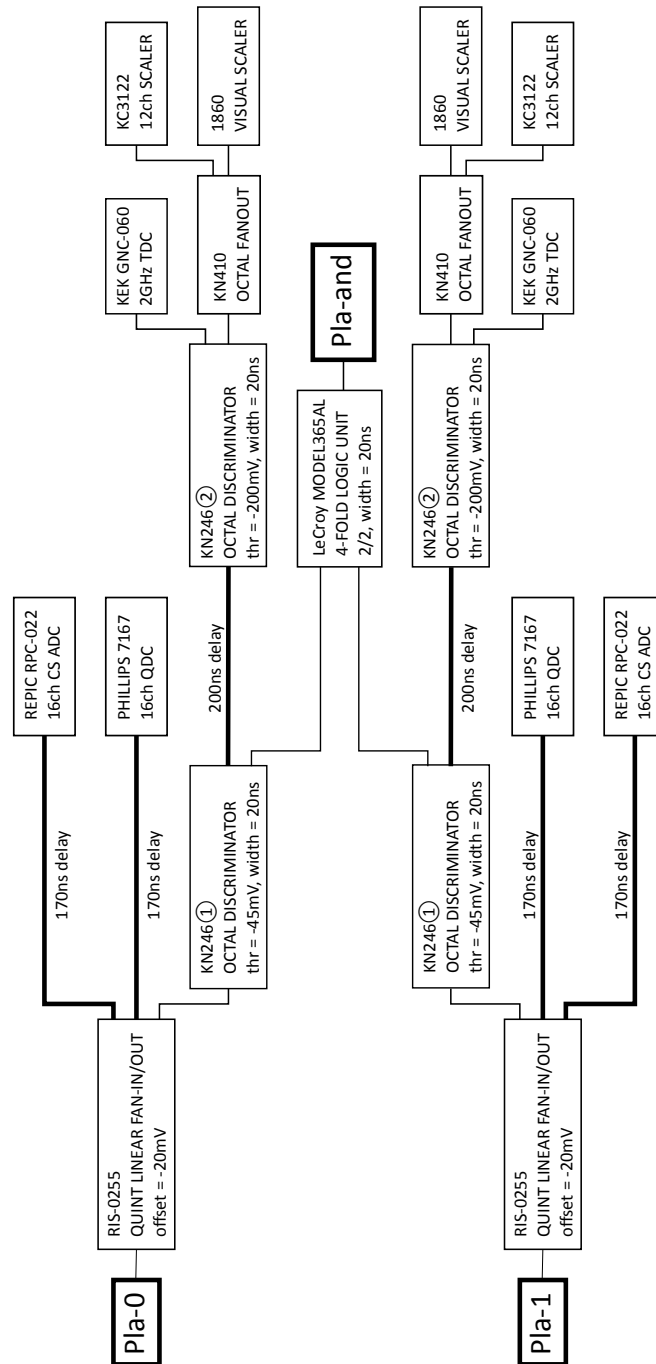 Pla-0
RIS-0255
QUINT LINEAR FAN-IN/OUT
offset = -20mV
170ns delay
REPIC RPC-022
16ch CS ADC
170ns delay
PHILLIPS 7167
16ch QDC
KN246①
OCTAL DISCRIMINATOR
thr = -45mV, width = 20ns
200ns delay
KN246②
OCTAL DISCRIMINATOR
thr = -200mV, width = 20ns
KEK GNC-060
2GHz TDC
KN410
OCTAL FANOUT
KC3122
12ch SCALER
1860
VISUAL SCALER
LeCroy MODEL365AL
4-FOLD LOGIC UNIT
2/2, width = 20ns
Pla-and
Pla-1
RIS-0255
QUINT LINEAR FAN-IN/OUT
offset = -20mV
KN246①
OCTAL DISCRIMINATOR
thr = -45mV, width = 20ns
200ns delay
KN246②
OCTAL DISCRIMINATOR
thr = -200mV, width = 20ns
KN410
OCTAL FANOUT
1860
VISUAL SCALER
KC3122
12ch SCALER
KEK GNC-060
2GHz TDC
170ns delay
PHILLIPS 7167
16ch QDC
170ns delay
REPIC RPC-022
16ch CS ADC